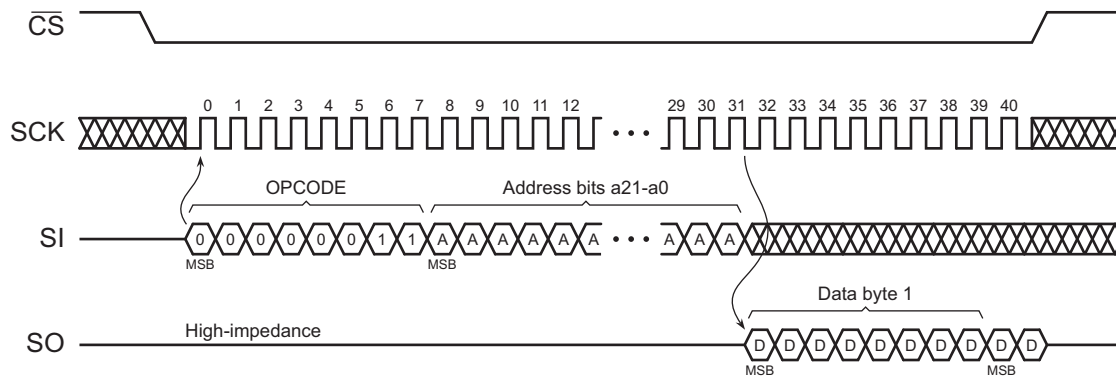 CS
0 1 2 3 4 5 6 7 8 9 10 11 12 29 30 31 32 33 34 35 36 37 38 39 40
SCK
OPCODE Address bits a21-a0
SI 0 0 0 0 0 0 1 1 A A A A A A A A A
MSB MSB
Data byte 1
High-impedance
SO D D D D D D D D D D
MSB MSB